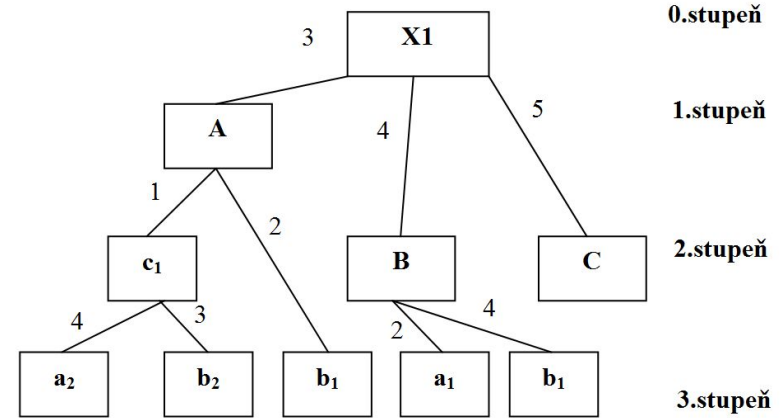 0.stupeň
3 X1
1.stupeň
A 4 5
1 2
2.stupeň
c₁ B C
4 3 2 4
a₂ b₂ b₁ a₁ b₁
3.stupeň